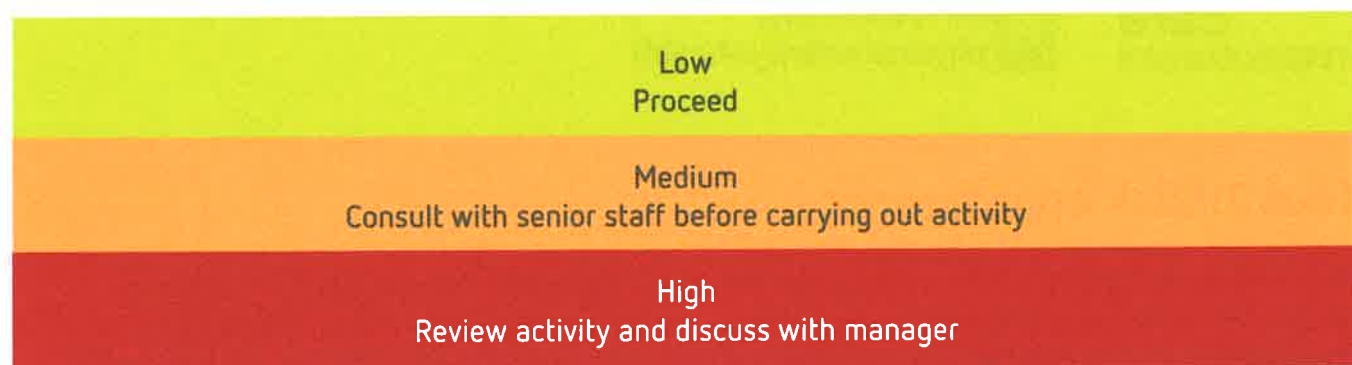 Low
Proceed
Medium
Consult with senior staff before carrying out activity
High
Review activity and discuss with manager